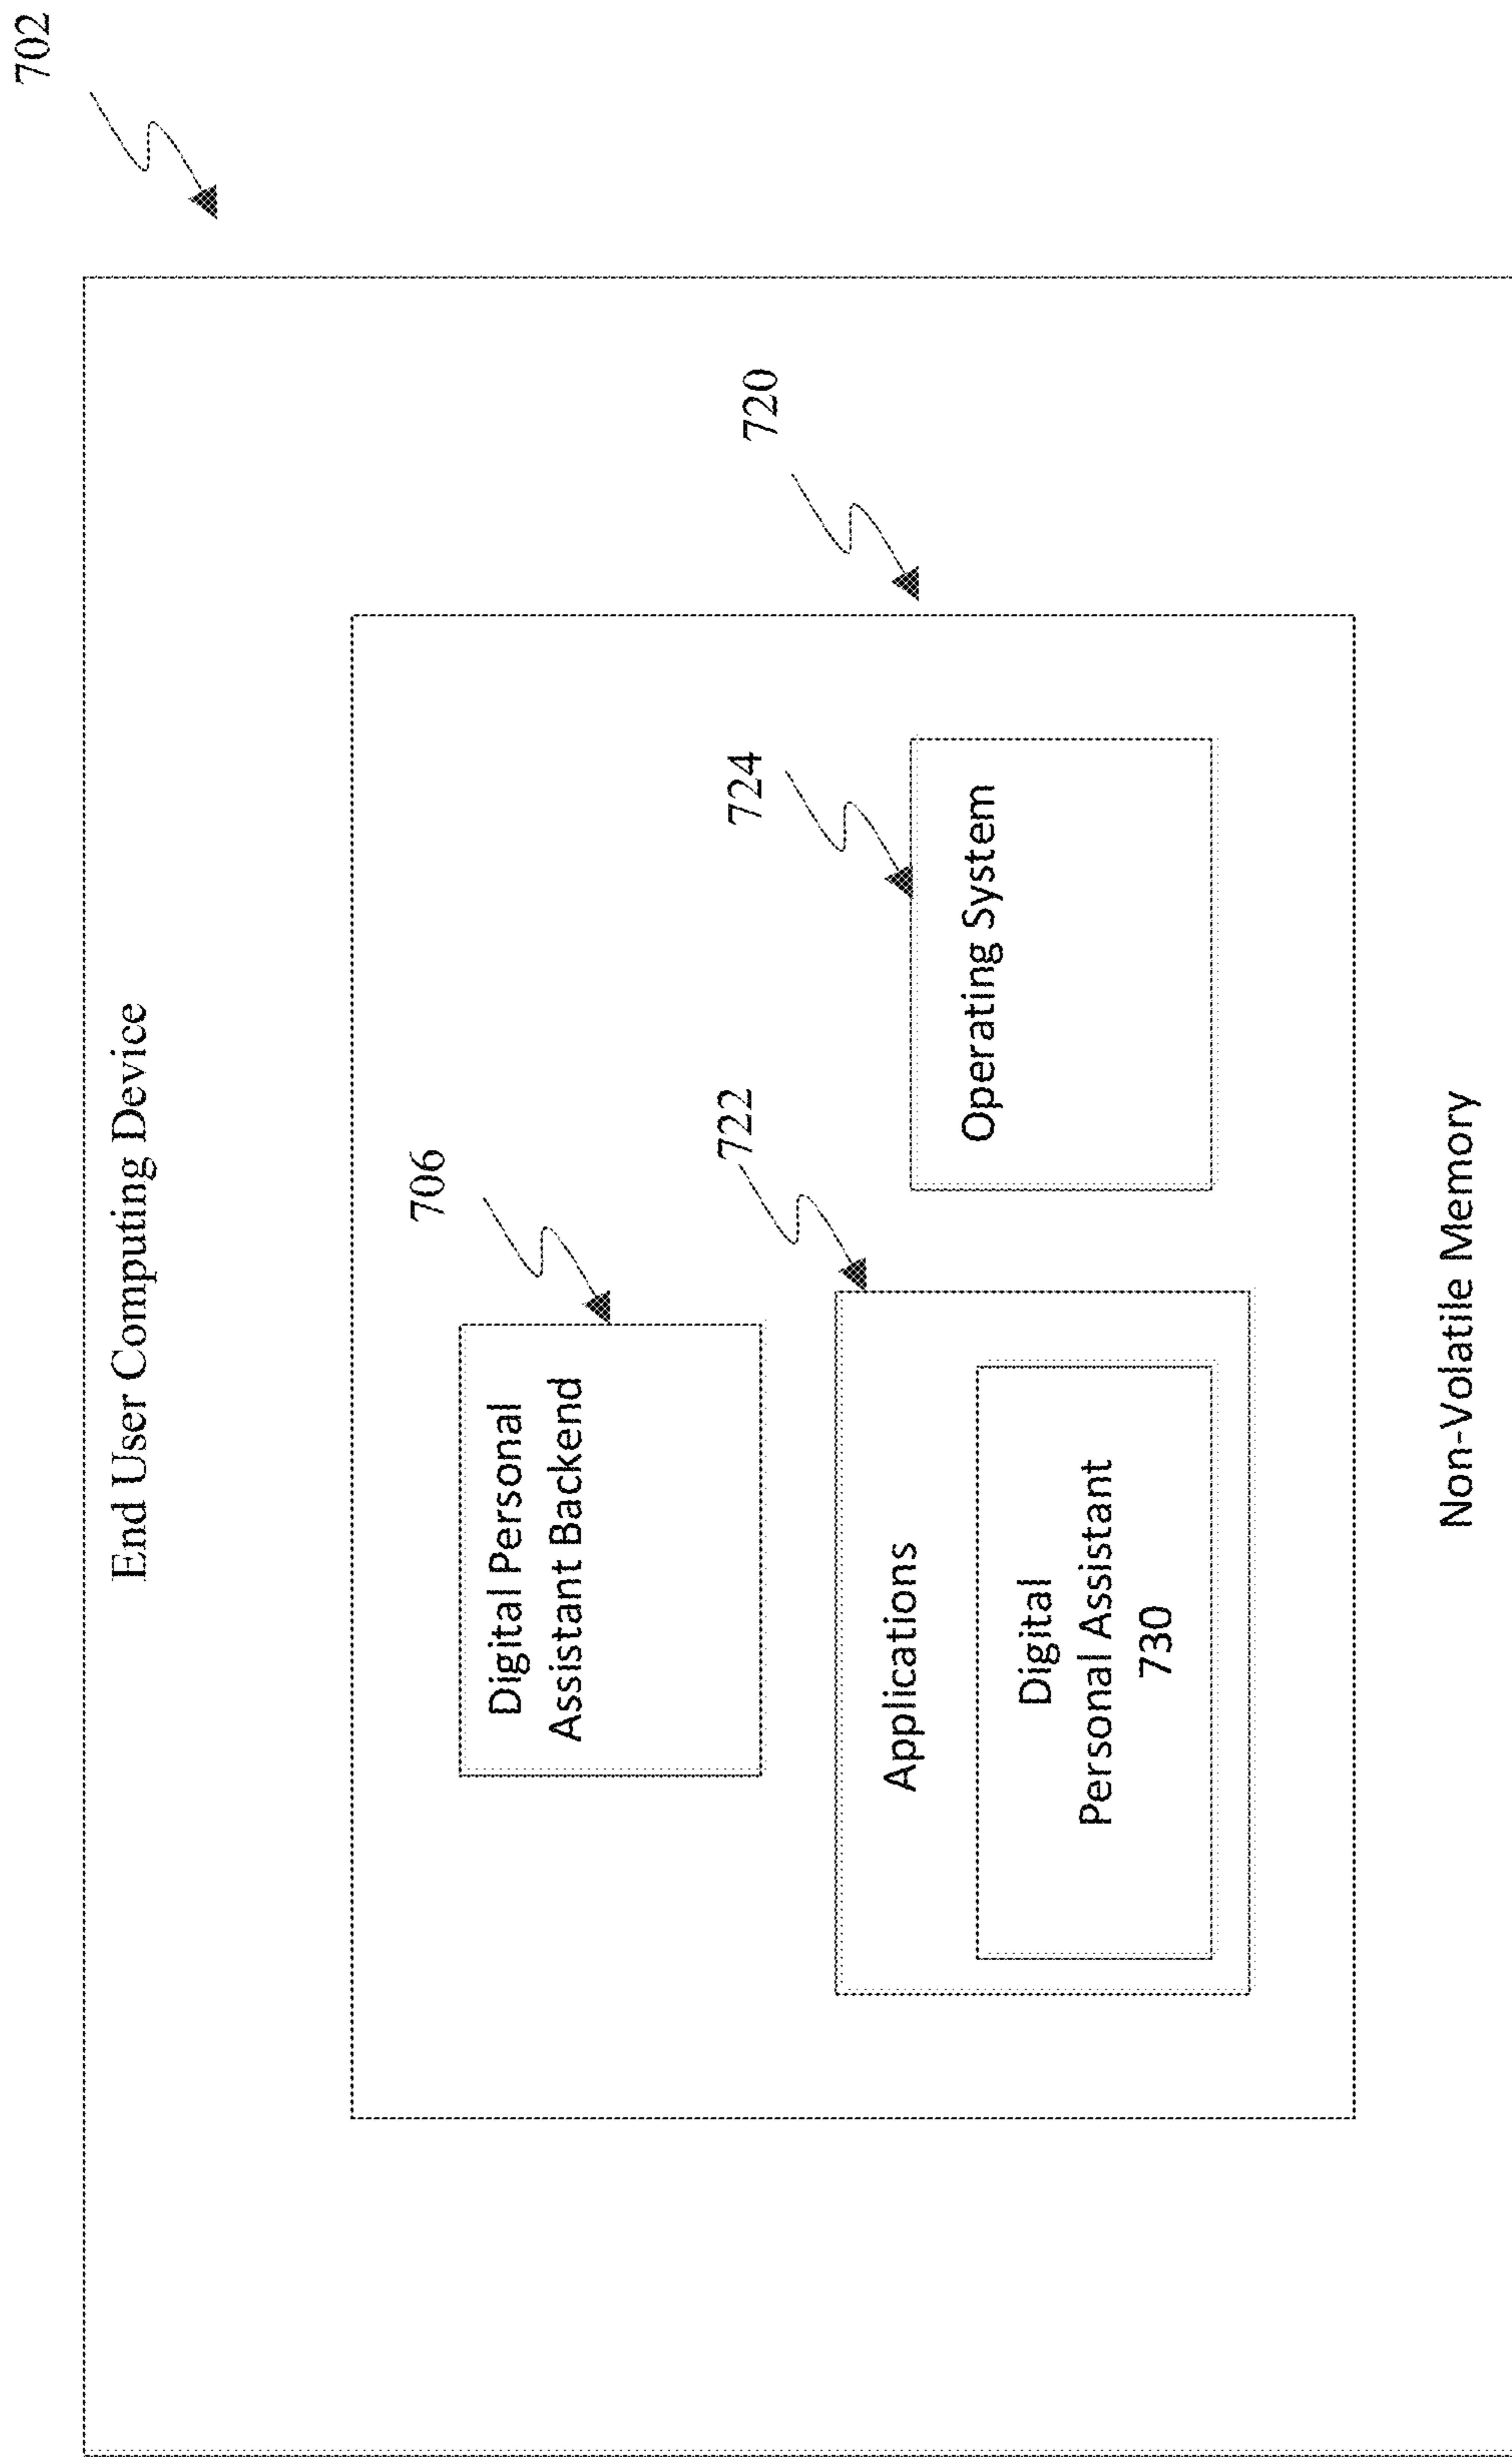 702
End User Computing Device
720
706
Digital Personal
Assistant Backend
722
724
Applications
Operating System
Digital
Personal Assistant
730
Non-Volatile Memory